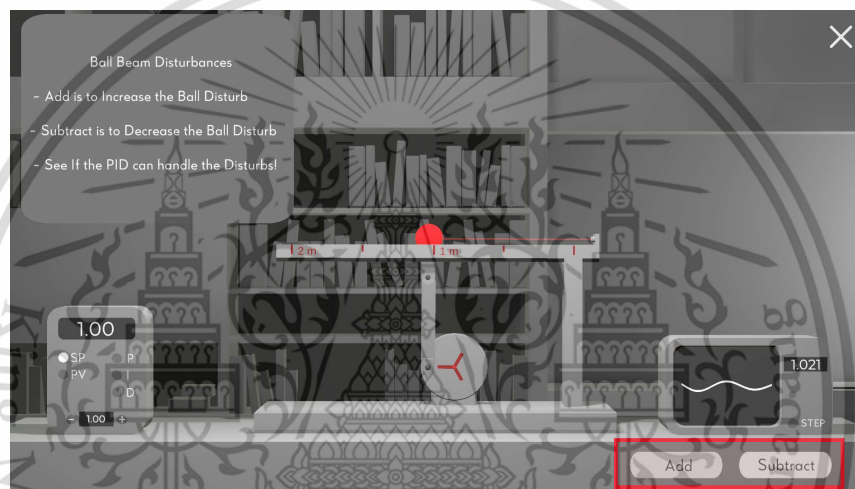 Ball Beam Disturbances
- Add is to Increase the Ball Disturb
- Subtract is to Decrease the Ball Disturb
- See If the PID can handle the Disturbs!
2 m
1 m
1.00
SP P
PV I
D
- 1.00 +
1.021
STEP
Add Subtract